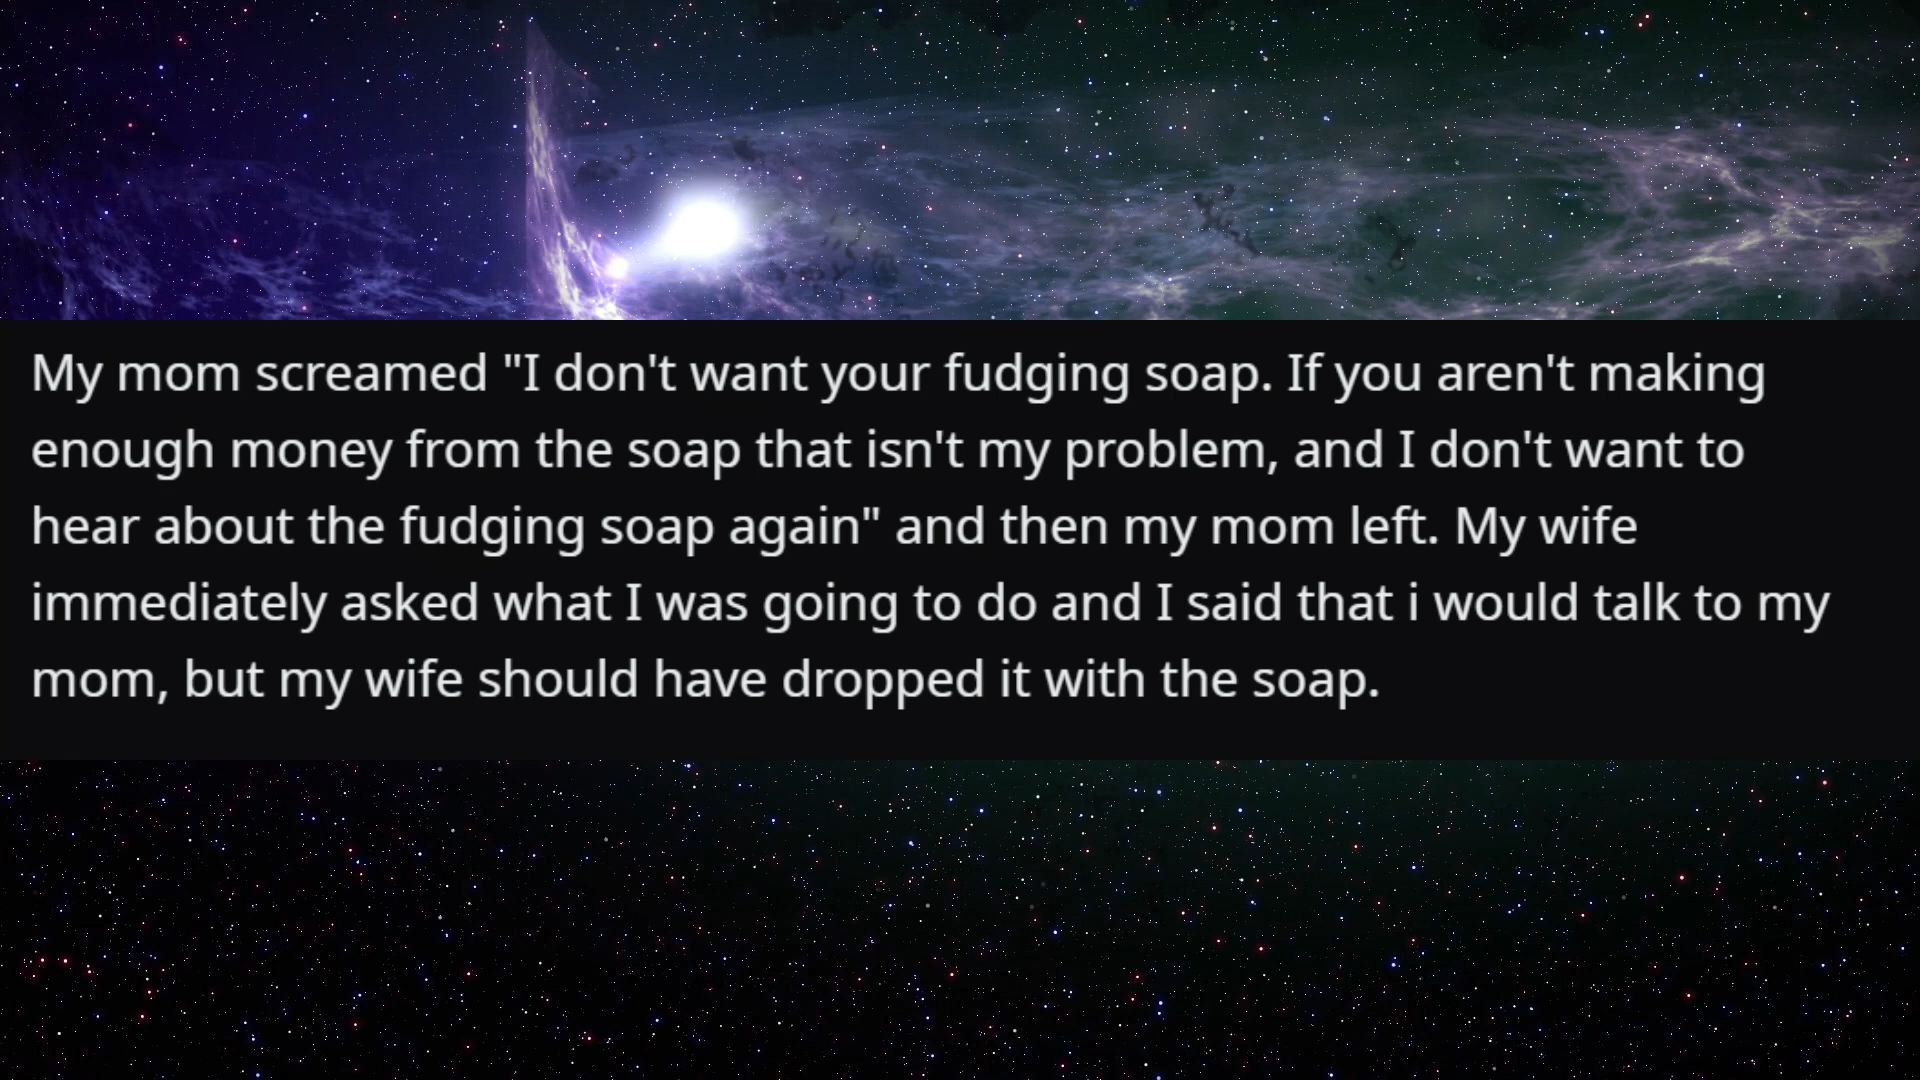 My mom screamed "I don't want your fudging soap. If you aren't making
enough money from the soap that isn't my problem, and I don't want to
hear about the fudging soap again" and then my mom left. My wife
immediately asked what I was going to do and I said that i would talk to my
mom, but my wife should have dropped it with the soap.